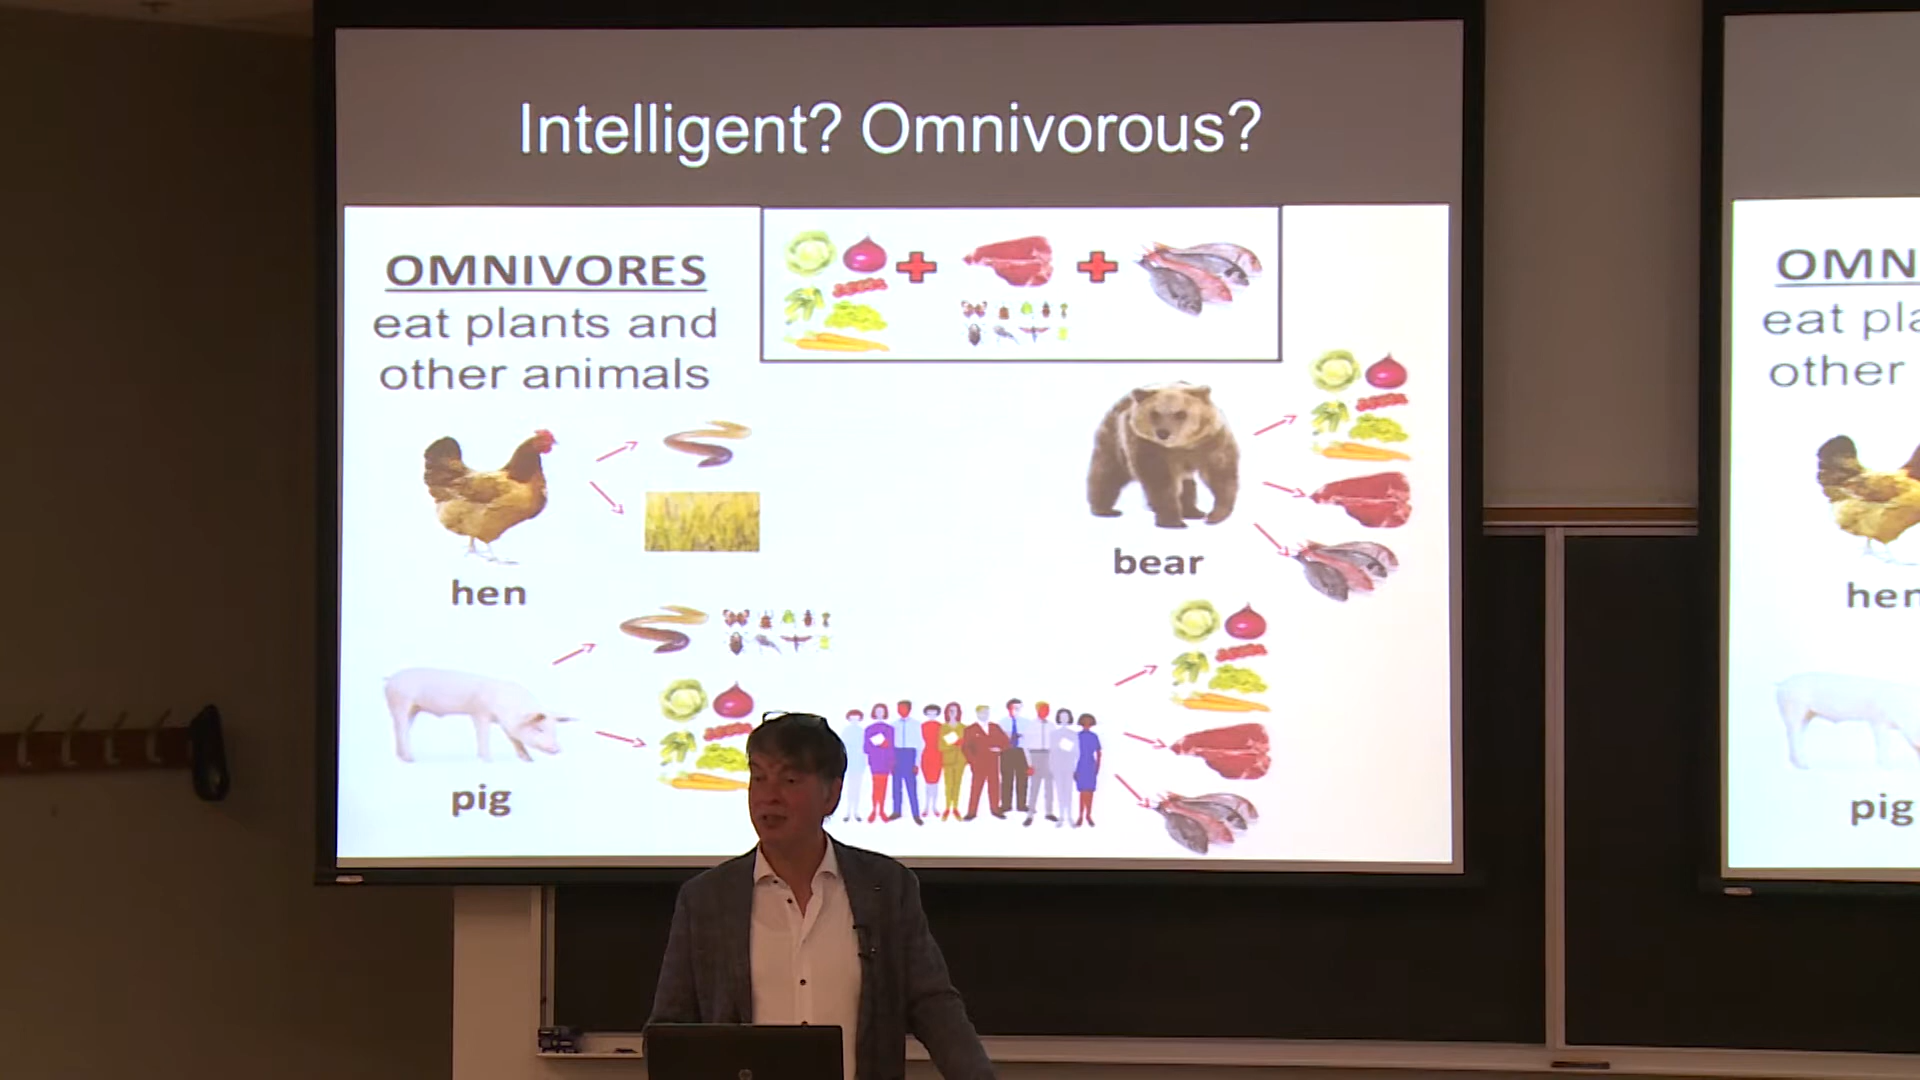 Intelligent? Omnivorous?
OMNIVORES
eat plants and
other animals
hen
bear
pig
OMN
eat pla
other
hen
pig